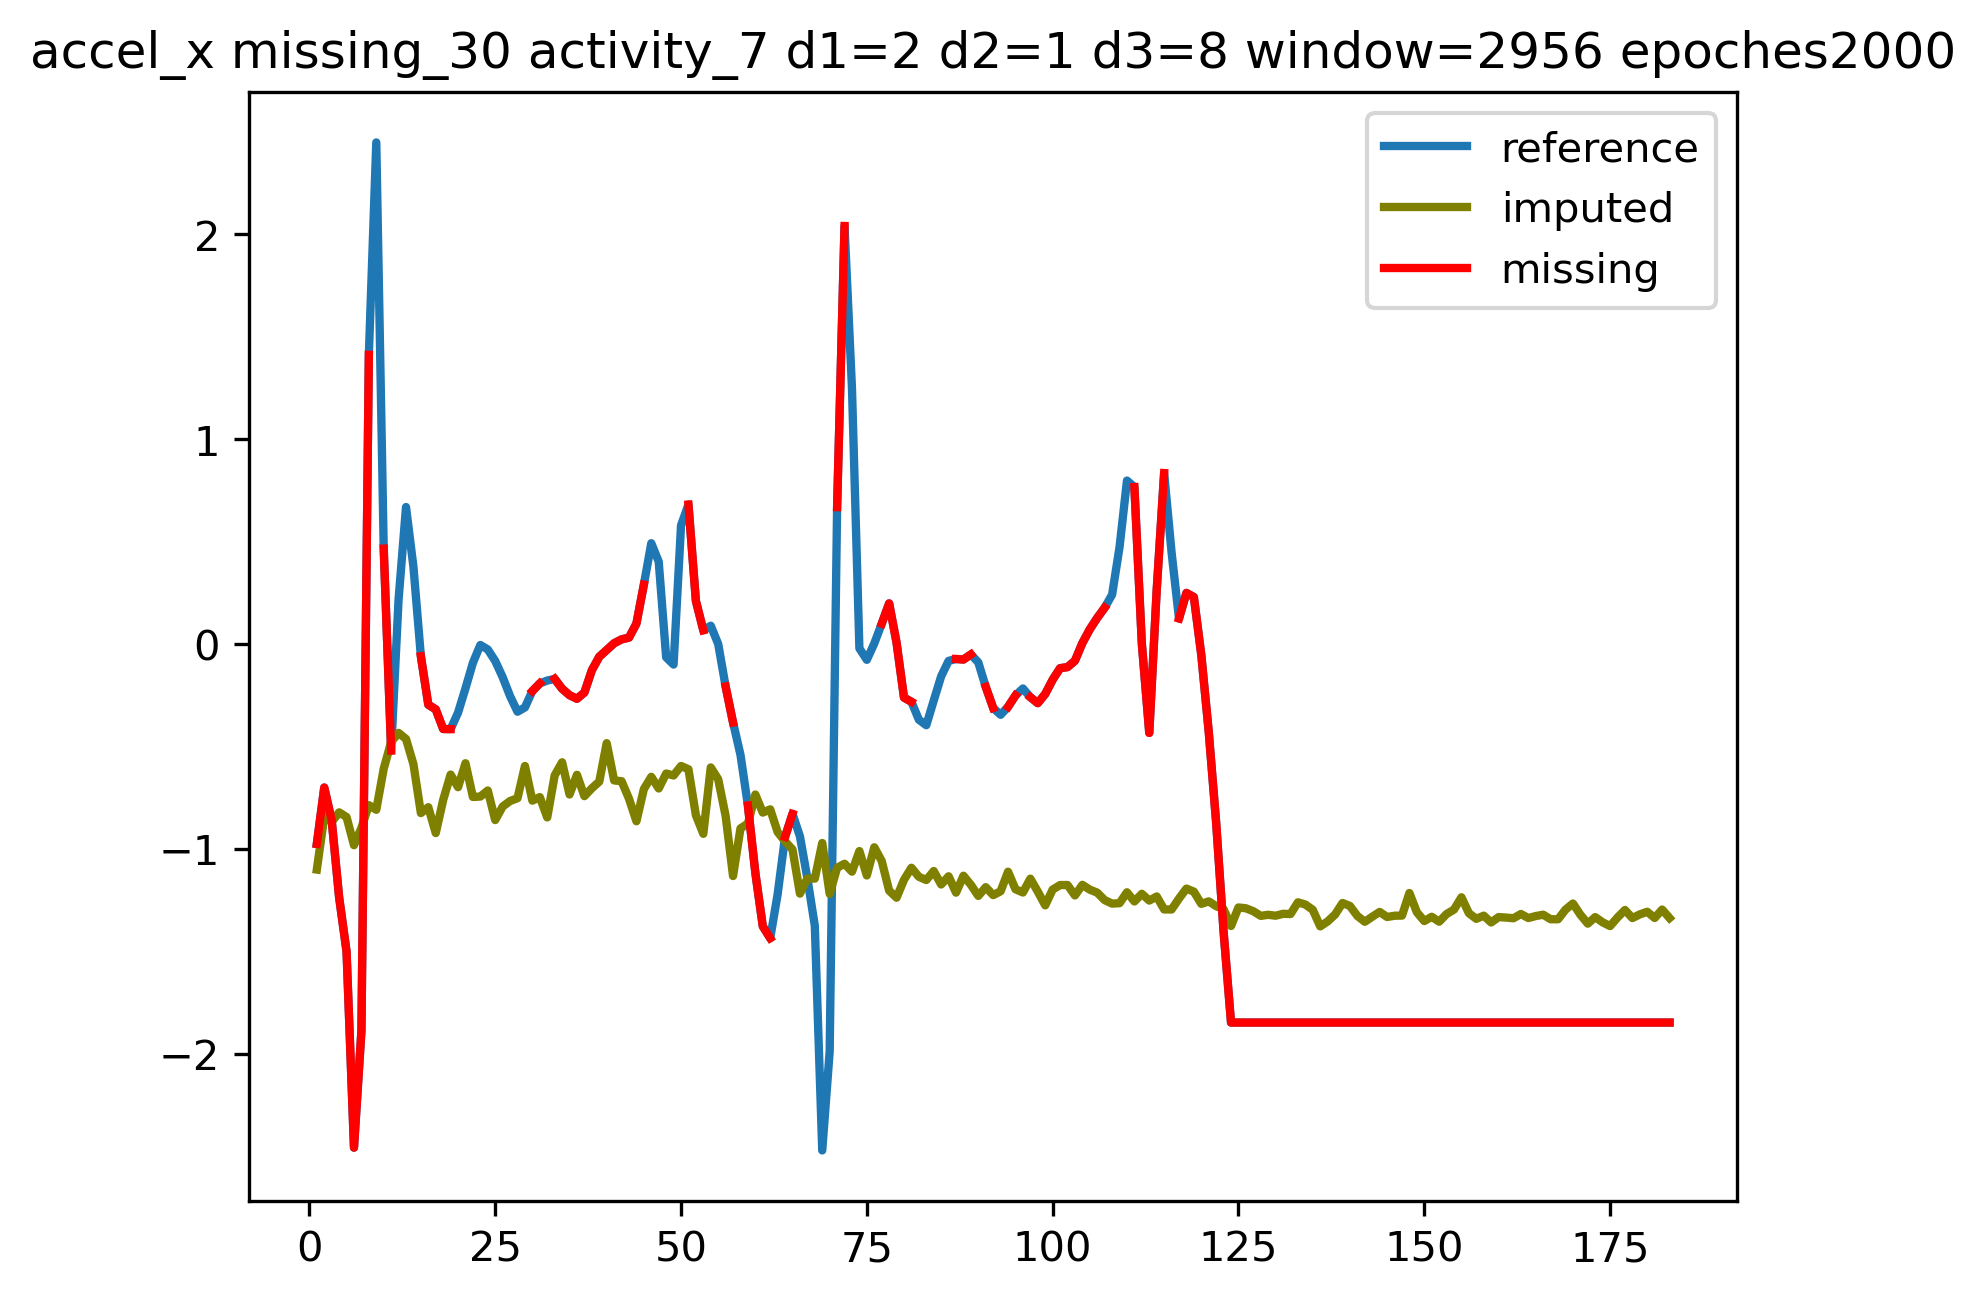 accel_x missing_30 activity_7 d1=2 d2=1 d3=8 window=2956 epoches2000
reference
imputed
missing
2
1
0
−1
−2
0 25 50 75 100 125 150 175